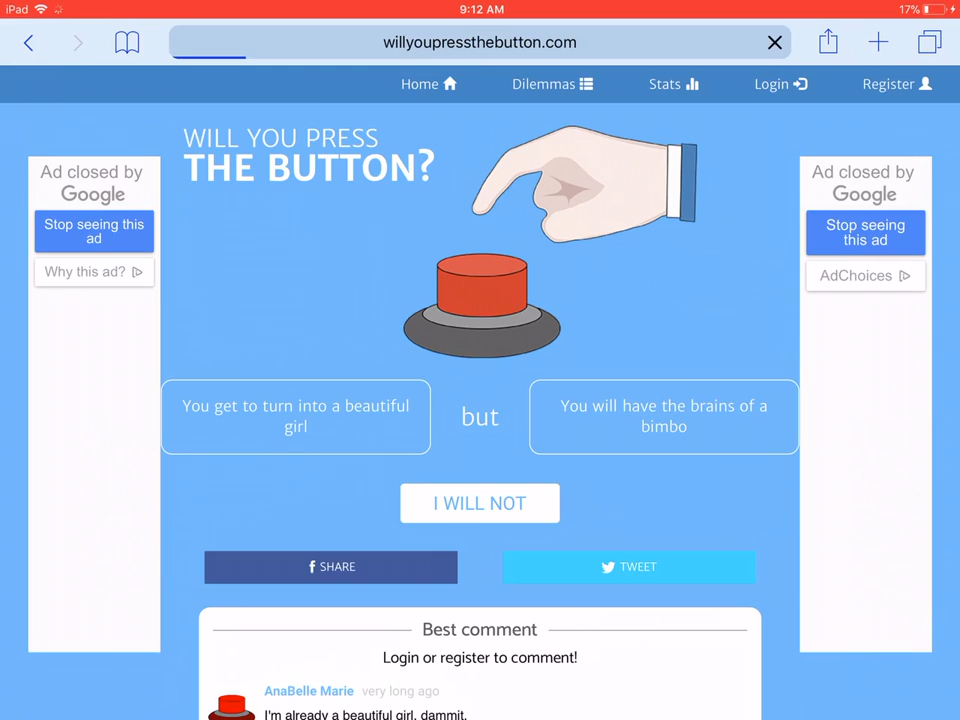 iPad 9:12 AM 17%
willyoupressthebutton.com
Home Dilemmas Stats Login Register
WILL YOU PRESS
THE BUTTON?
Ad closed by
Google
Stop seeing this
ad
Why this ad?
Ad closed by
Google
Stop seeing
this ad
AdChoices
You get to turn into a beautiful
girl
but
You will have the brains of a
bimbo
I WILL NOT
f SHARE
TWEET
Best comment
Login or register to comment!
AnaBelle Marie very long ago
I'm already a beautiful girl, dammit.